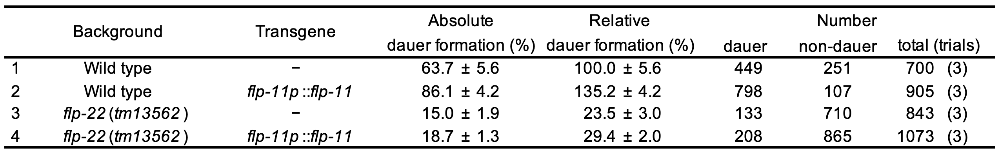 Background Transgene Absolute dauer formation (%) Relative dauer formation (%) Number dauer non-dauer total (trials)
1 Wild type − 63.7 ± 5.6 100.0 ± 5.6 449 251 700 (3)
2 Wild type flp-11p::flp-11 86.1 ± 4.2 135.2 ± 4.2 798 107 905 (3)
3 flp-22(tm13562) − 15.0 ± 1.9 23.5 ± 3.0 133 710 843 (3)
4 flp-22(tm13562) flp-11p::flp-11 18.7 ± 1.3 29.4 ± 2.0 208 865 1073 (3)